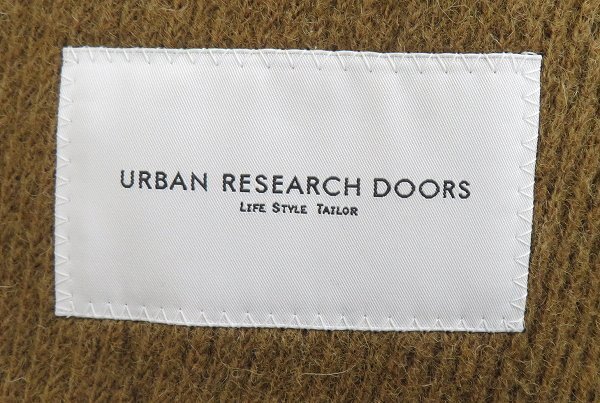 URBAN RESEARCH DOORS
Life Style Tailor